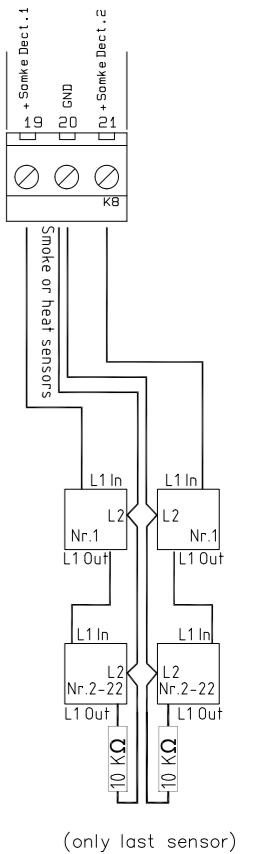 + Somke Dect.1
GND
+ Somke Dect.2
19 20 21
K8
Smoke or heat sensors
L1 In L1 In
L2 L2
Nr.1 Nr.1
L1 Out L1 Out
L1 In L1 In
L2 L2
Nr.2-22 Nr.2-22
L1 Out L1 Out
10 KΩ 10 KΩ
(only last sensor)